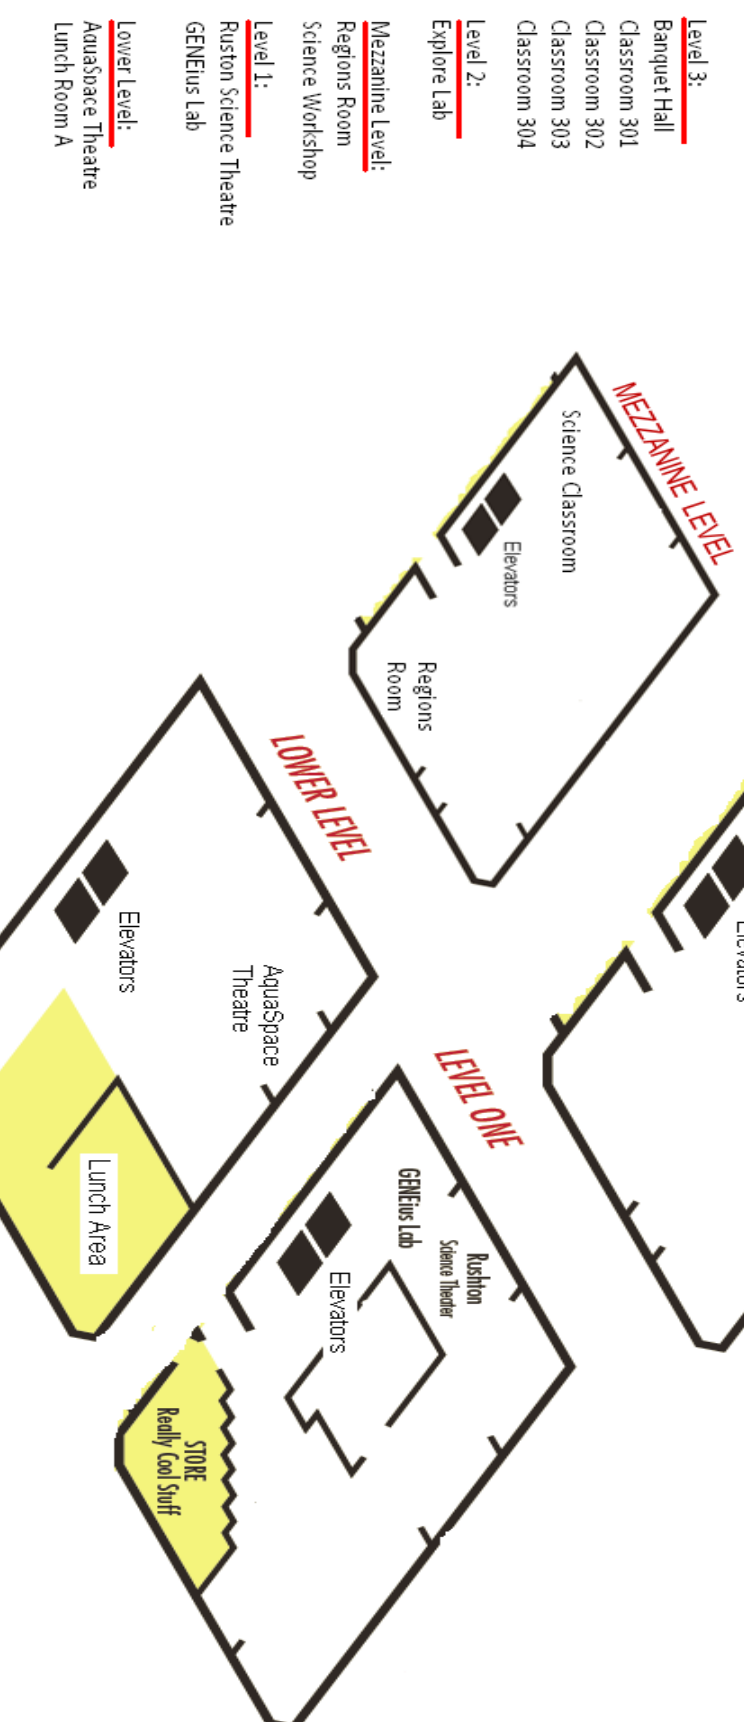 Level 3:
Banquet Hall
Classroom 301
Classroom 302
Classroom 303
Classroom 304
Level 2:
Explore Lab
Mezzanine Level:
Regions Room
Science Workshop
Level 1:
Ruston Science Theatre
GENEius Lab
Lower Level:
AquaSpace Theatre
Lunch Room A
MEZZANINE LEVEL
Science Classroom
Elevators
Regions
Room
LOWER LEVEL
Elevators
AquaSpace
Theatre
Lunch Area
LEVEL ONE
Rushton
Science Theater
GENEius Lab
Elevators
STORE
Really Cool Stuff